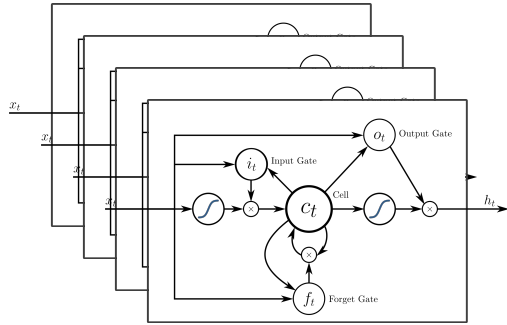 x_t
x_t
x_t
x_t
i_t
Input Gate
o_t
Output Gate
Cell
c_t
×
×
h_t
×
f_t
Forget Gate